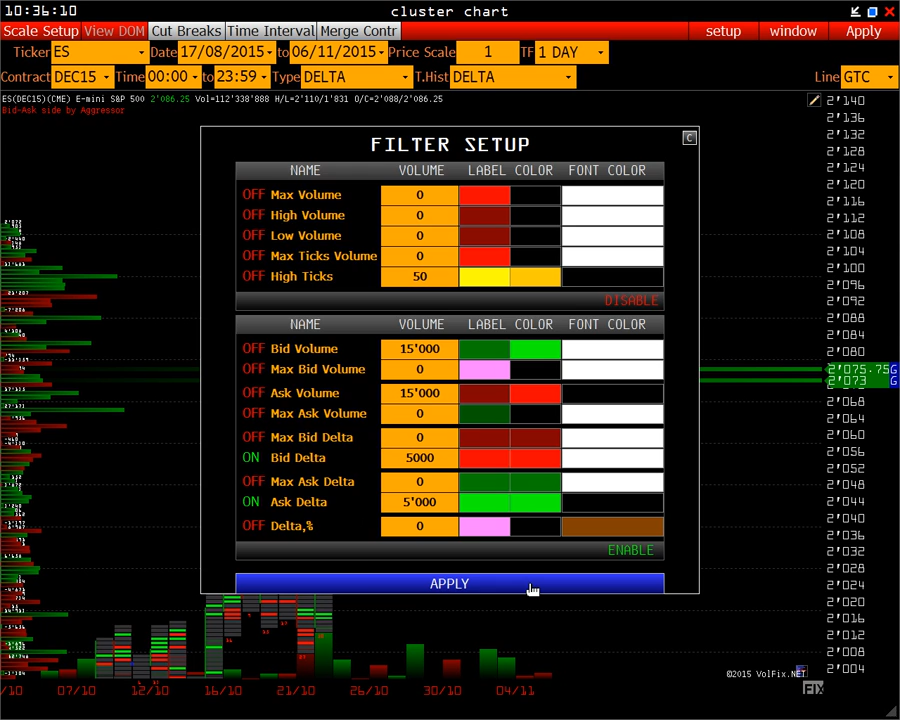 10:36:10 cluster chart
Scale Setup View DOM Cut Breaks Time Interval Merge Contr setup window Apply
Ticker ES Date 17/08/2015 to 06/11/2015 Price Scale 1 TF 1 DAY
Contract DEC15 Time 00:00 to 23:59 Type DELTA T.Hist DELTA Line GTC
ES(DEC15)(CME) E-mini S&P 500 2'086.25 Vol=112'338'888 H/L=2'110/1'831 O/C=2'088/2'086.25
Bid-Ask side by Aggressor
FILTER SETUP
C
NAME VOLUME LABEL COLOR FONT COLOR
OFF Max Volume 0
OFF High Volume 0
OFF Low Volume 0
OFF Max Ticks Volume 0
OFF High Ticks 50
DISABLE
NAME VOLUME LABEL COLOR FONT COLOR
OFF Bid Volume 15'000
OFF Max Bid Volume 0
OFF Ask Volume 15'000
OFF Max Ask Volume 0
OFF Max Bid Delta 0
ON Bid Delta 5000
OFF Max Ask Delta 0
ON Ask Delta 5'000
OFF Delta,% 0
ENABLE
APPLY
2'140
2'136
2'132
2'128
2'124
2'120
2'116
2'112
2'108
2'104
2'100
2'096
2'092
2'088
2'084
2'080
2'075.75G
2'073 G
2'068
2'064
2'060
2'056
2'052
2'048
2'044
2'040
2'036
2'032
2'028
2'024
2'020
2'016
2'012
2'008
2'004
©2015 VolFix.NET
FIX
/10 07/10 12/10 16/10 21/10 26/10 30/10 04/11